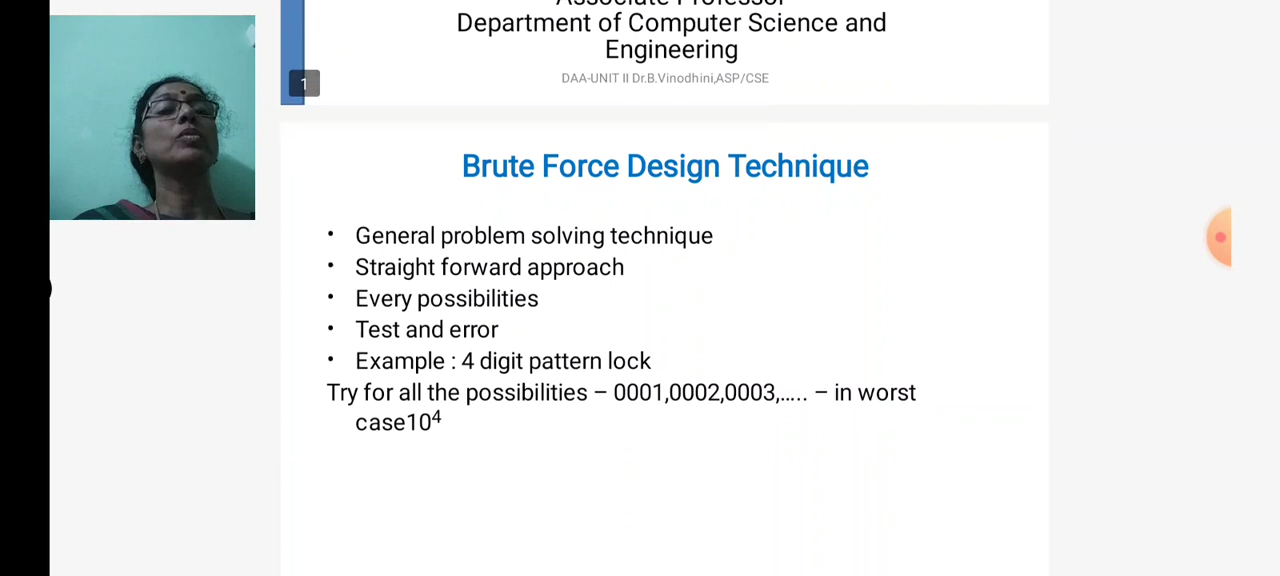 Associate Professor
Department of Computer Science and
Engineering
DAA-UNIT II Dr.B.Vinodhini,ASP/CSE
1
Brute Force Design Technique
• General problem solving technique
• Straight forward approach
• Every possibilities
• Test and error
• Example : 4 digit pattern lock
Try for all the possibilities – 0001,0002,0003,….. – in worst
case10⁴